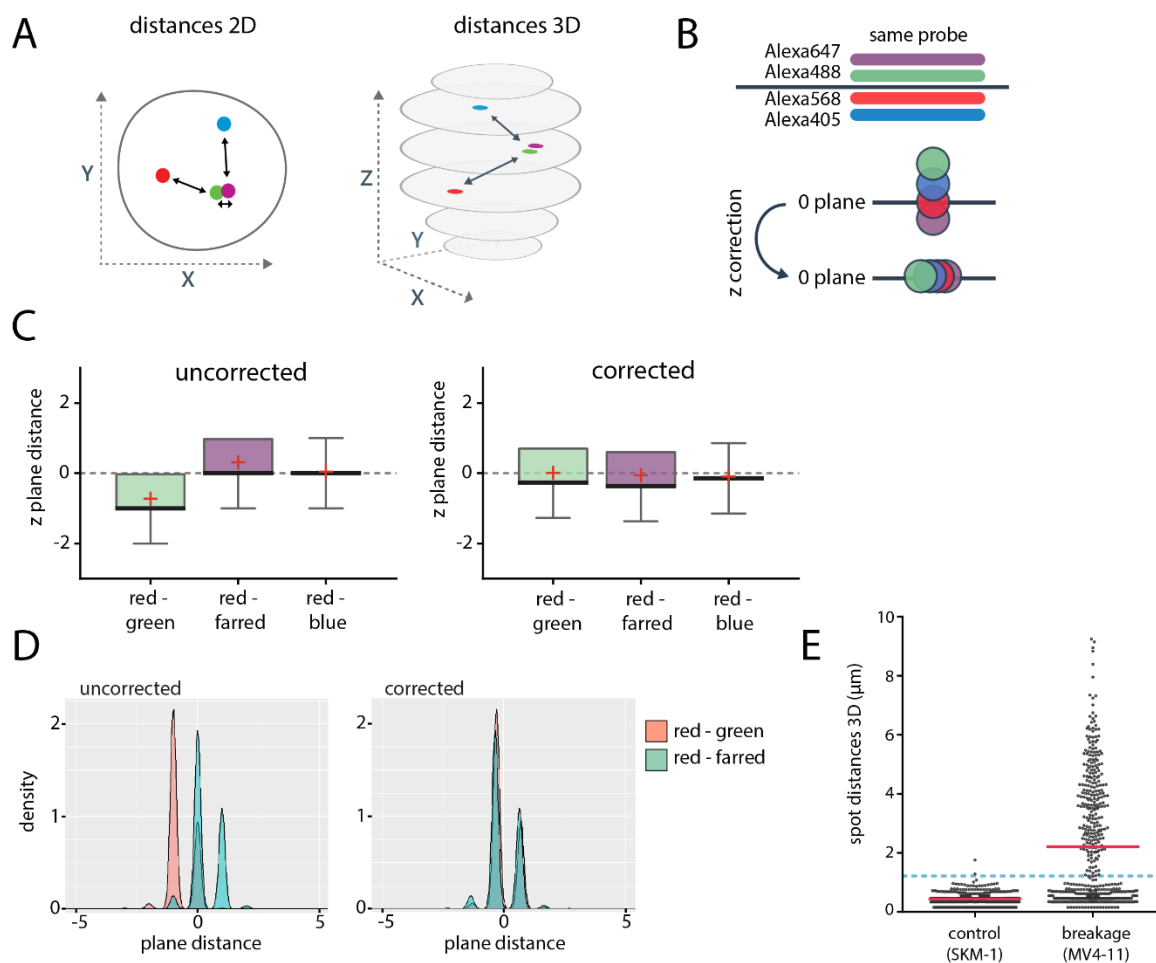 A
distances 2D
distances 3D
Y
X
Z
Y
X
B
same probe
Alexa647
Alexa488
Alexa568
Alexa405
z correction
0 plane
0 plane
C
uncorrected
z plane distance
2
0
-2
red -
green
red -
farred
red -
blue
corrected
z plane distance
2
0
-2
red -
green
red -
farred
red -
blue
D
uncorrected
density
2
1
0
-5
0
5
plane distance
corrected
2
1
0
-5
0
5
plane distance
red - green
red - farred
E
spot distances 3D (μm)
10
8
6
4
2
0
control
(SKM-1)
breakage
(MV4-11)